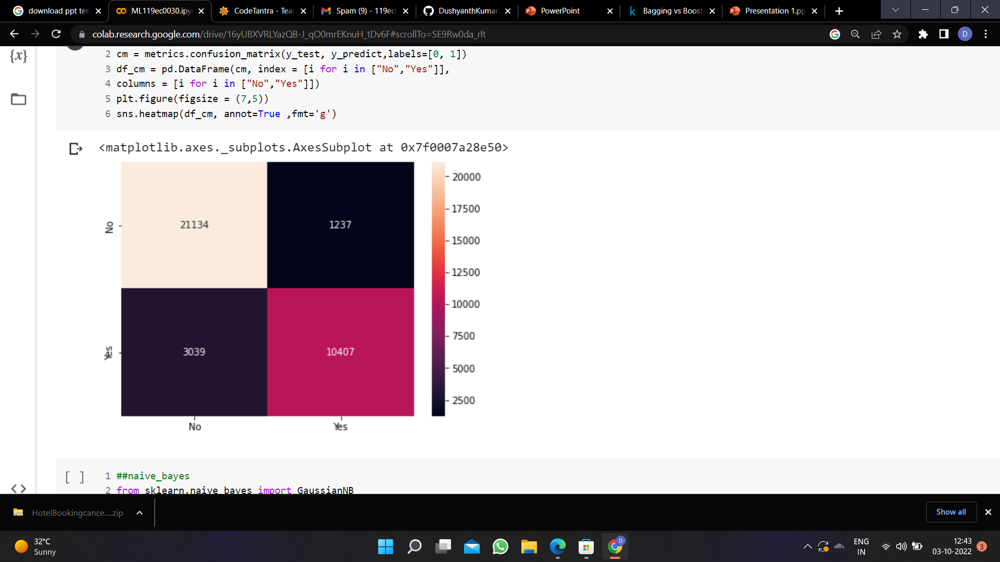 download ppt ten
ML119ec0030.ipy
CodeTantra - Teac
Spam (9) - 119ec
DushyanthKumar
PowerPoint
Bagging vs Boosti
Presentation 1.pp
colab.research.google.com/drive/16yUBXVRLYazQB-J_qO0mrEKnuH_tDv6F#scrollTo=SE9Rw0da_rlt
D
{x}
2 cm = metrics.confusion_matrix(y_test, y_predict,labels=[0, 1])
3 df_cm = pd.DataFrame(cm, index = [i for i in ["No","Yes"]],
4 columns = [i for i in ["No","Yes"]])
5 plt.figure(figsize = (7,5))
6 sns.heatmap(df_cm, annot=True ,fmt='g')
<matplotlib.axes._subplots.AxesSubplot at 0x7f0007a28e50>
20000
17500
15000
12500
10000
7500
5000
2500
No
21134
1237
Yes
3039
10407
No
Yes
[ ]
1 ##naive_bayes
2 from sklearn.naive_bayes import GaussianNB
HotelBookingcance....zip
Show all
32°C
Sunny
D
ENG
IN
12:43
03-10-2022
3